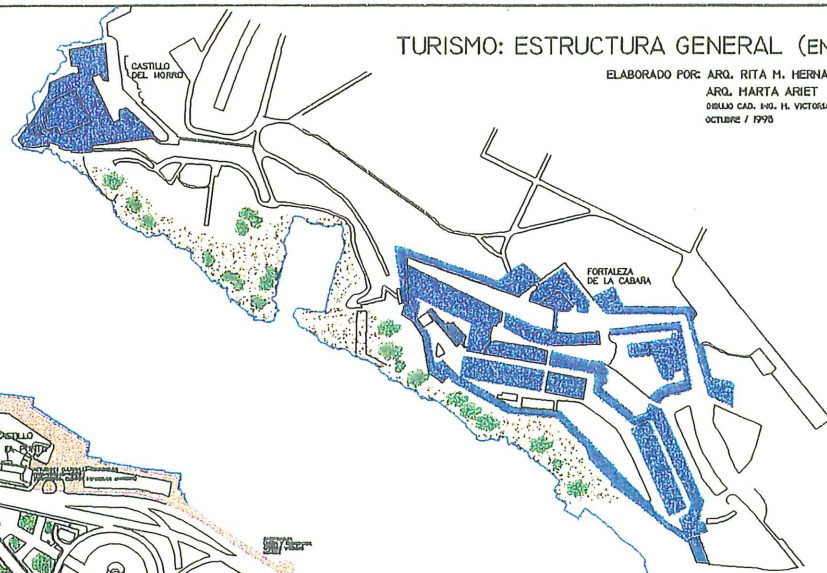 TURISMO: ESTRUCTURA GENERAL (EN
ELABORADO POR: ARQ. RITA M. HERNA
ARQ. MARTA ARIET
DIBUJO CAD. ING. H. VICTORIA
OCTUBRE / 1998
CASTILLO
DEL MORRO
FORTALEZA
DE LA CABAÑA
CASTILLO
LA PUNTA